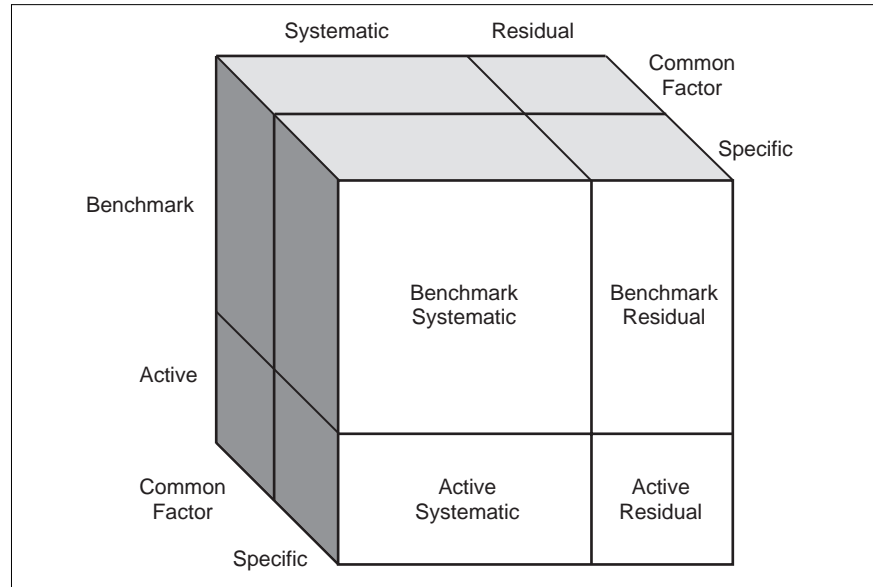 Systematic
Residual
Common
Factor
Specific
Benchmark
Benchmark
Systematic
Benchmark
Residual
Active
Active
Systematic
Active
Residual
Common
Factor
Specific